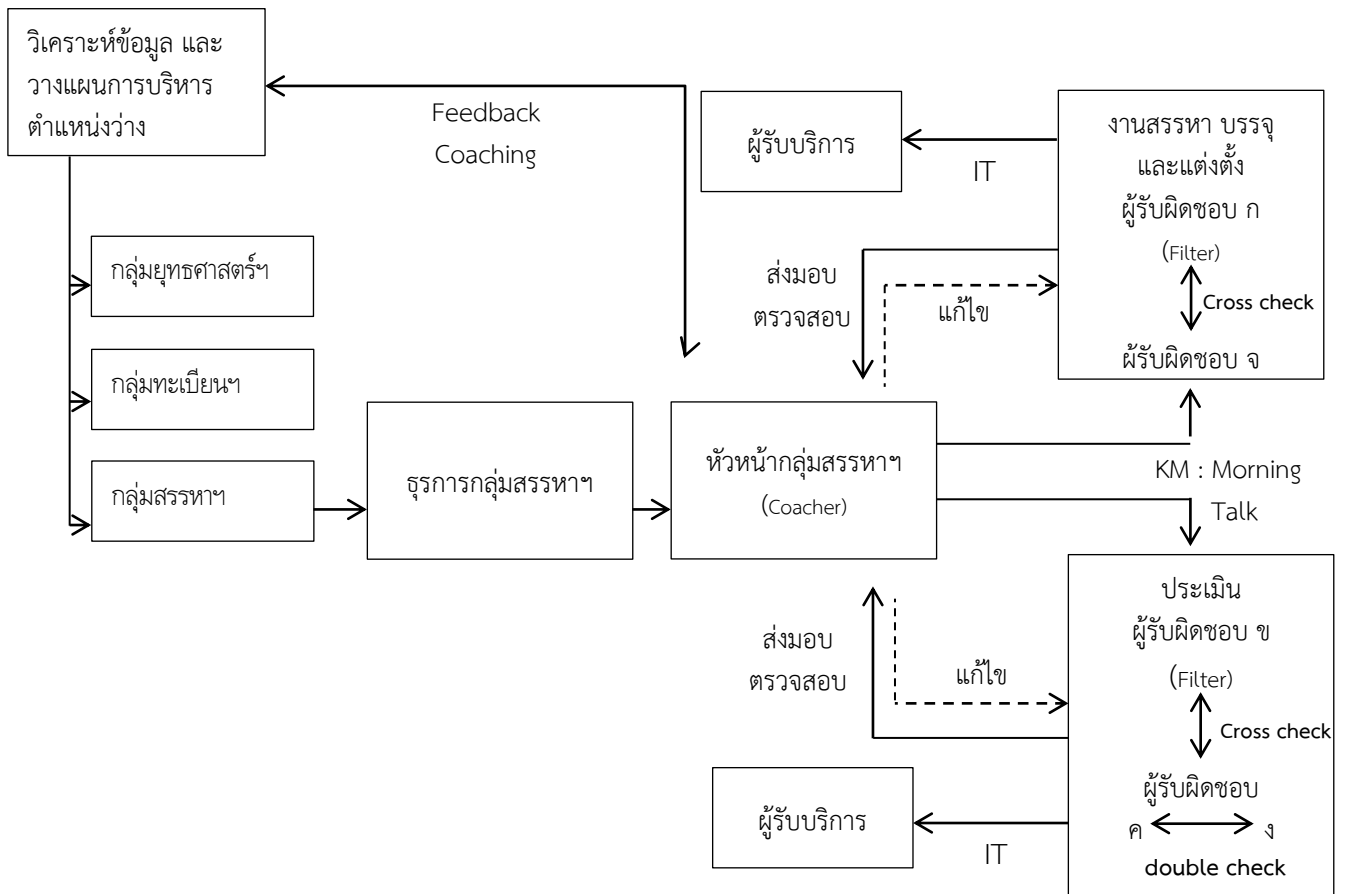 วิเคราะห์ข้อมูล และ
วางแผนการบริหาร
ตำแหน่งว่าง
Feedback
Coaching
กลุ่มยุทธศาสตร์ฯ
กลุ่มทะเบียนฯ
กลุ่มสรรหาฯ
ธุรการกลุ่มสรรหาฯ
หัวหน้ากลุ่มสรรหาฯ
(Coacher)
ผู้รับบริการ
IT
งานสรรหา บรรจุ
และแต่งตั้ง
ผู้รับผิดชอบ ก
(Filter)
Cross check
ผ้รับผิดชอบ จ
ส่งมอบ
ตรวจสอบ
แก้ไข
KM : Morning
Talk
ส่งมอบ
ตรวจสอบ
แก้ไข
ประเมิน
ผู้รับผิดชอบ ข
(Filter)
Cross check
ผู้รับผิดชอบ
ค ง
double check
ผู้รับบริการ
IT